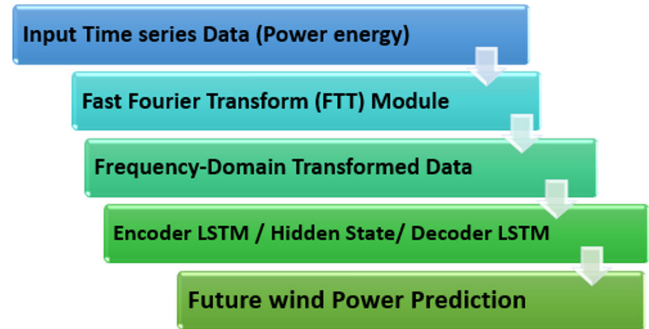 Input Time series Data (Power energy)
Fast Fourier Transform (FTT) Module
Frequency-Domain Transformed Data
Encoder LSTM / Hidden State/ Decoder LSTM
Future wind Power Prediction